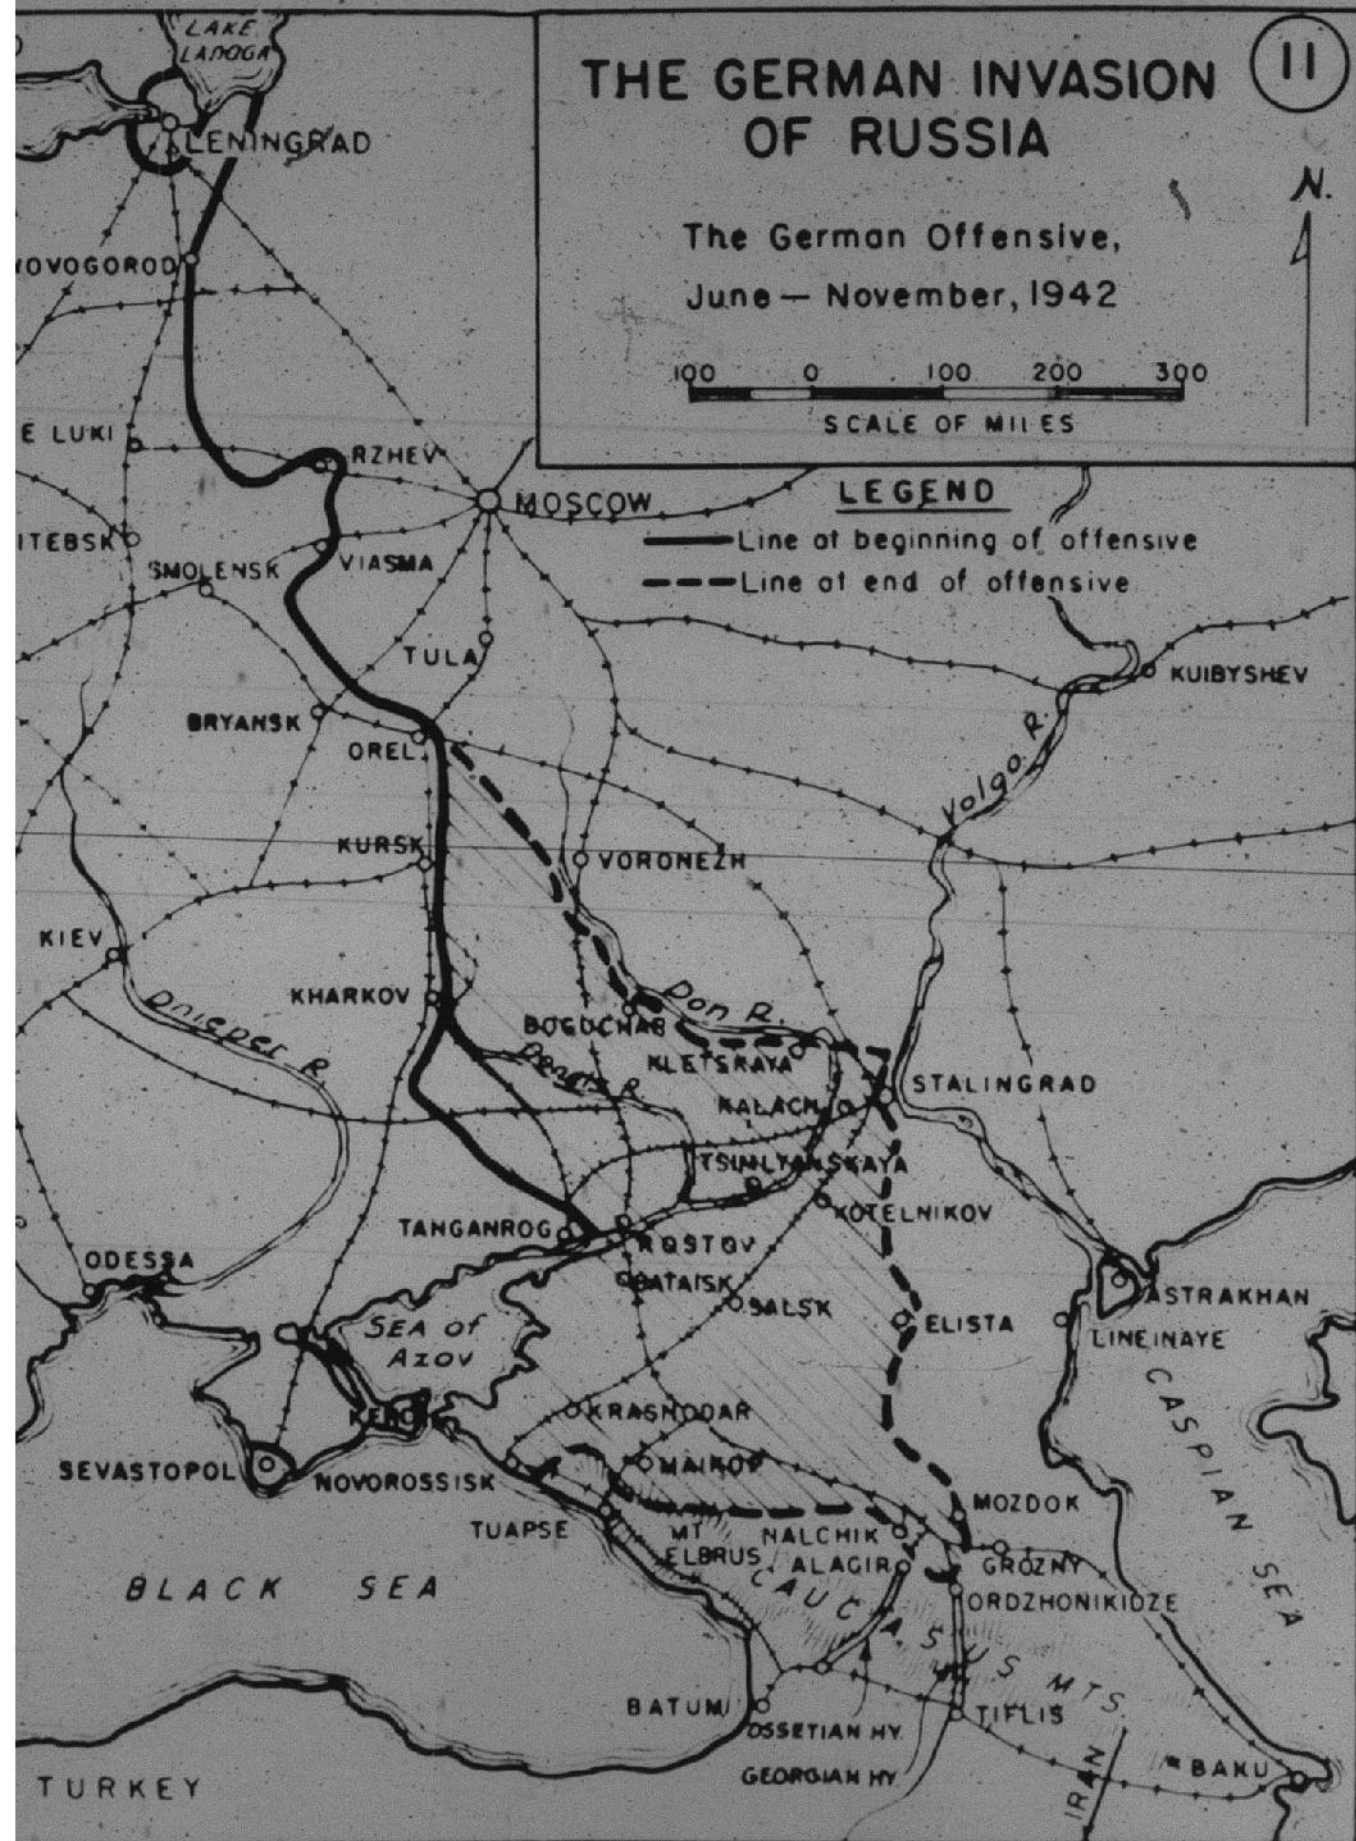 LAKE
LADOGA
THE GERMAN INVASION
OF RUSSIA
11
N.
The German Offensive,
June — November, 1942
100 0 100 200 300
SCALE OF MILES
LEGEND
Line at beginning of offensive
Line at end of offensive
LENINGRAD
NOVOGOROD
E LUKI
RZHEV
MOSCOW
ITEBSK
SMOLENSK
VIASMA
TULA
KUIBYSHEV
BRYANSK
OREL
Volga R.
KURSK
VORONEZH
KIEV
KHARKOV
Dnieper R.
Don R.
BOGUCHAR
KLETSKAYA
Donets R.
STALINGRAD
KALACH
TSIMLYANSKAYA
KOTELNIKOV
TANGANROG
ROSTOV
ODESSA
BATAISK
SALSK
ASTRAKHAN
SEA of
AZOV
ELISTA
LINEINAYE
KRASNODAR
CASPIAN SEA
SEVASTOPOL
NOVOROSSISK
MAIKOP
MOZDOK
TUAPSE
MT
ELBRUS
NALCHIK
ALAGIR
GROZNY
BLACK SEA
CAUCASUS MTS.
ORDZHONIKIDZE
BATUM
OSSETIAN HY.
TIFLIS
GEORGIAN HY
IRAN
BAKU
TURKEY